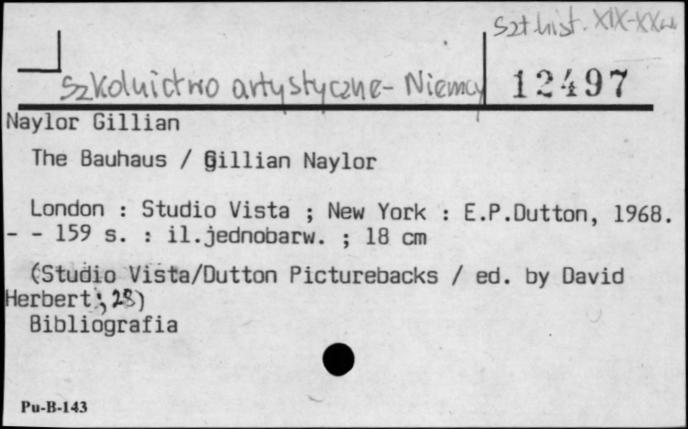 Szt.hist. XIX-XXw.
Szkolnictwo artystyczne - Niemcy 12497
Naylor Gillian
The Bauhaus / Gillian Naylor
London : Studio Vista ; New York : E.P.Dutton, 1968.
- - 159 s. : il.jednobarw. ; 18 cm
(Studio Vista/Dutton Picturebacks / ed. by David
Herbert ; 28)
Bibliografia
Pu-B-143